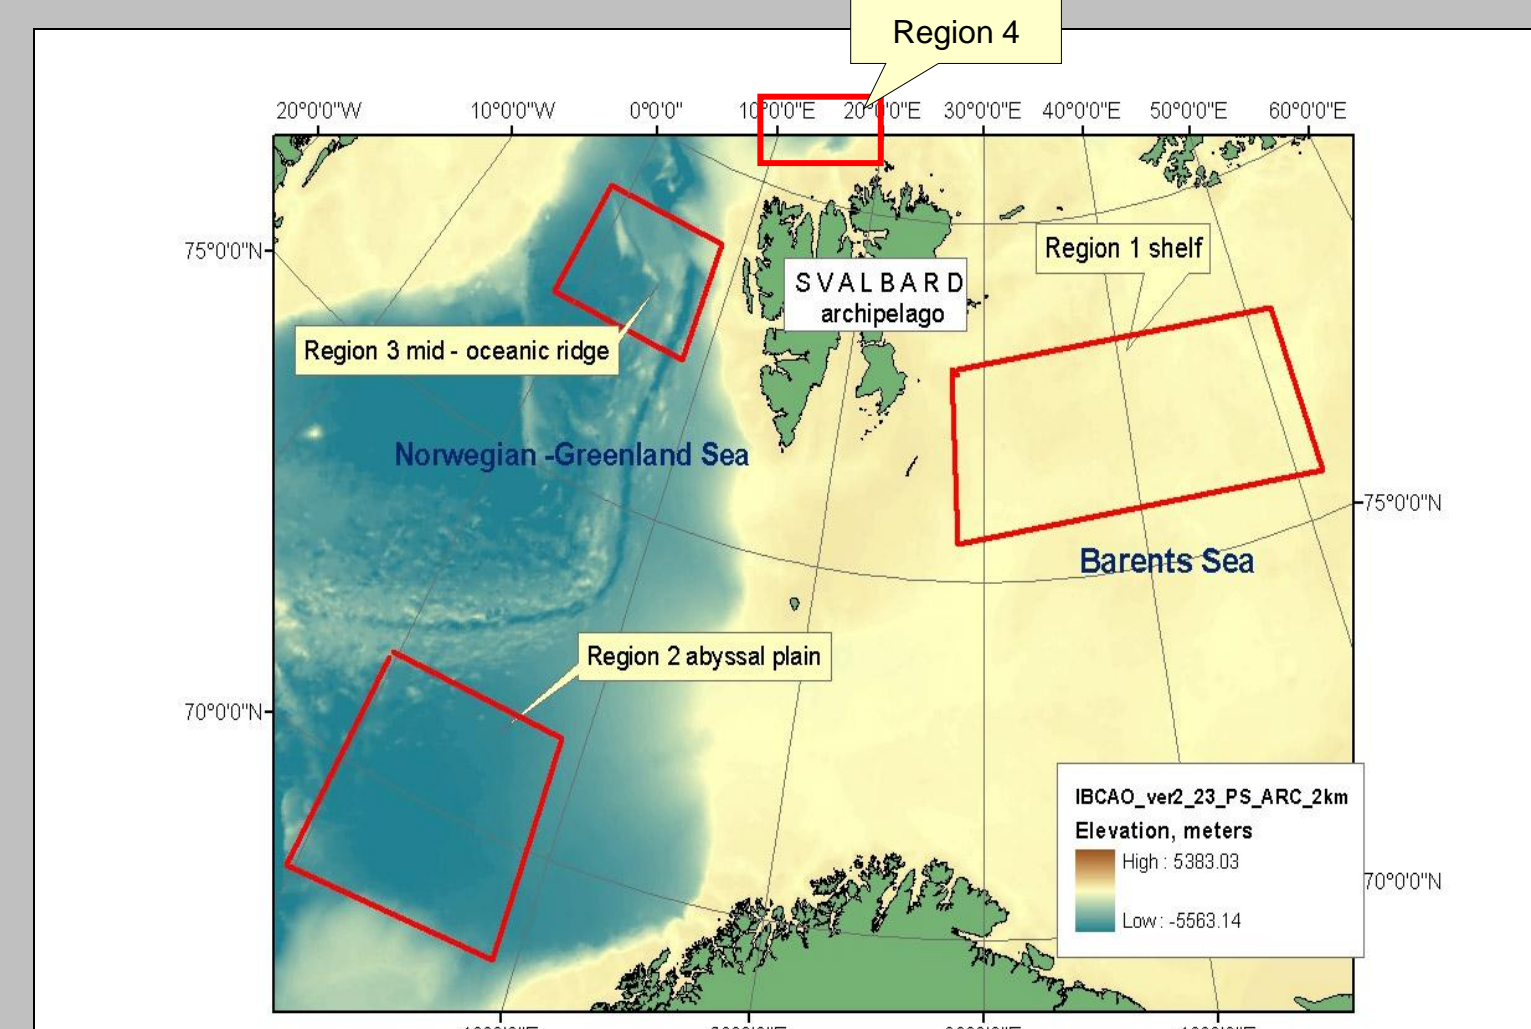 Region 4
20°0'0"W 10°0'0"W 0°0'0" 10°0'0"E 20°0'0"E 30°0'0"E 40°0'0"E 50°0'0"E 60°0'0"E
75°0'0"N
Region 1 shelf
S V A L B A R D
archipelago
Region 3 mid - oceanic ridge
Norwegian -Greenland Sea
75°0'0"N
Barents Sea
Region 2 abyssal plain
70°0'0"N
IBCAO_ver2_23_PS_ARC_2km
Elevation, meters
High : 5383.03
70°0'0"N
Low : -5563.14